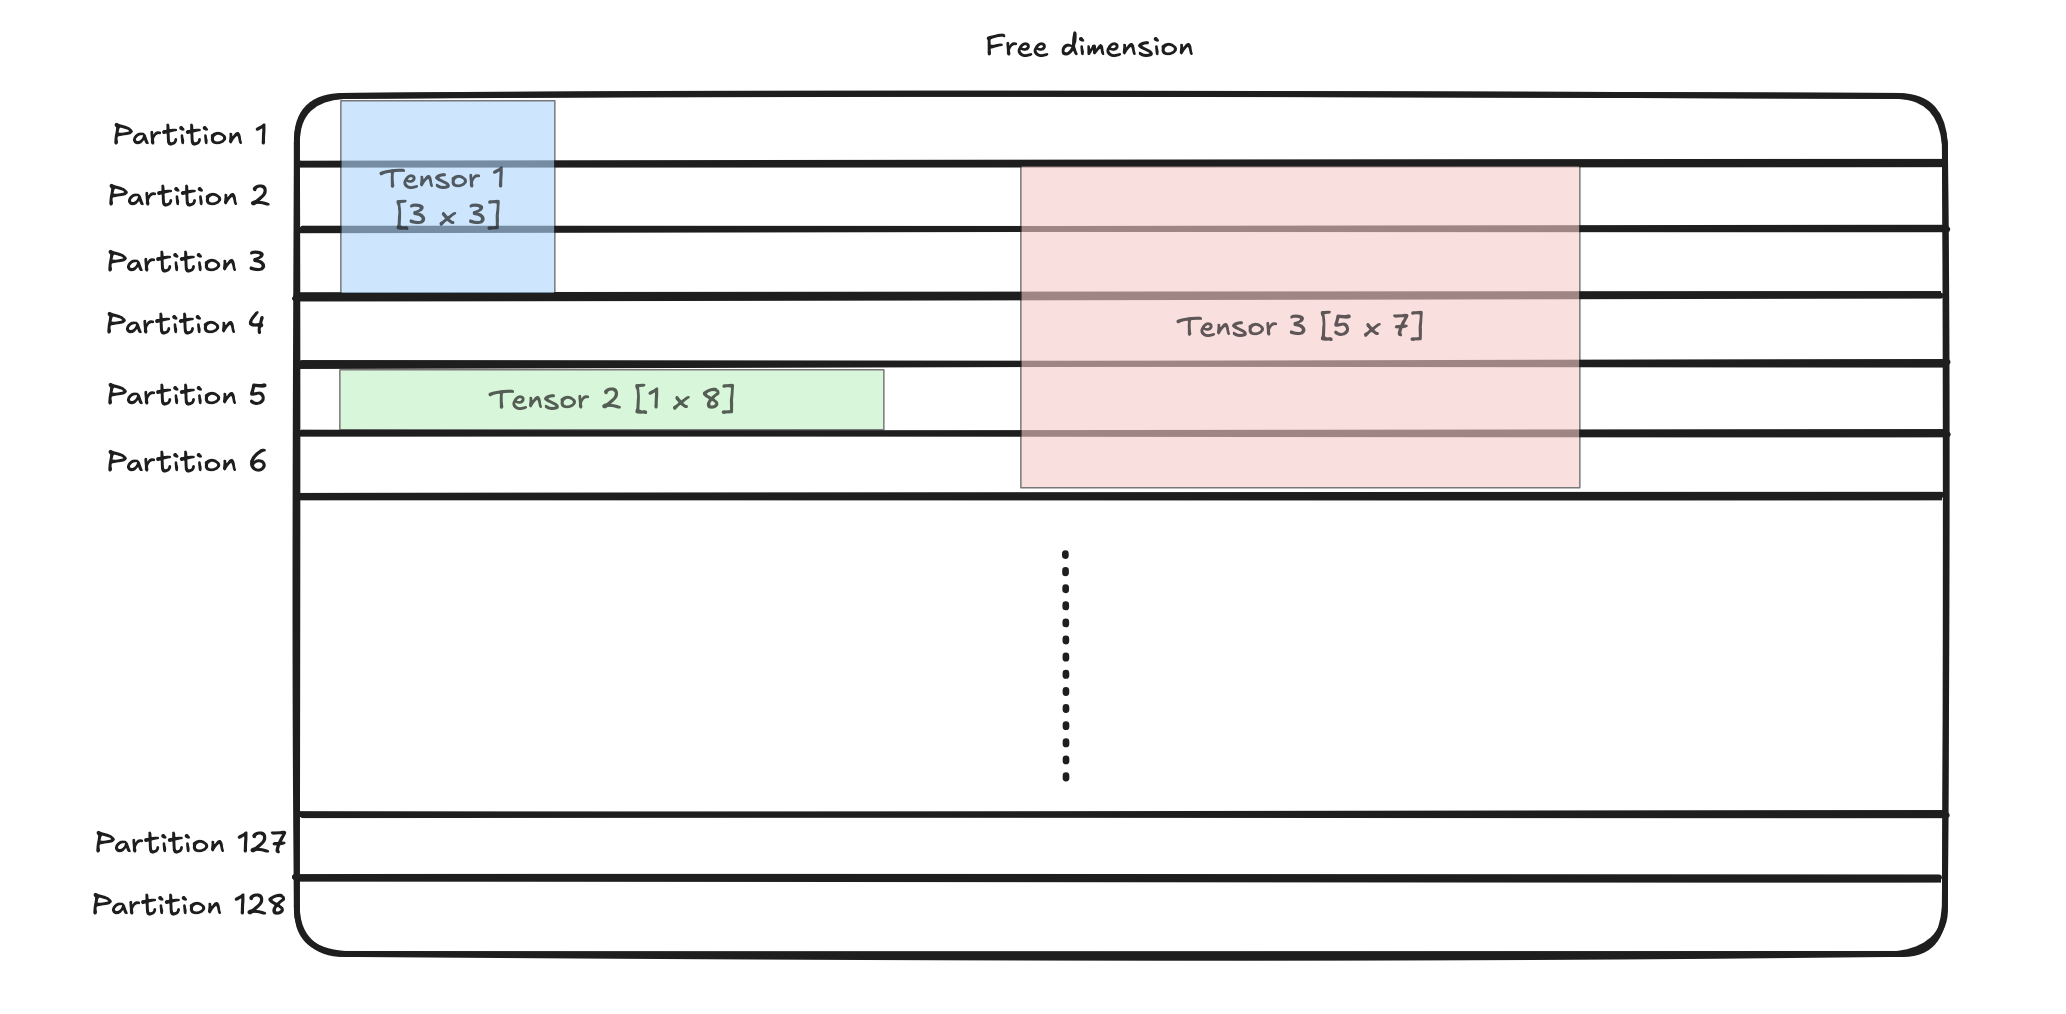 Free dimension
Partition 1
Tensor 1
[3 x 3]
Partition 2
Partition 3
Partition 4
Tensor 3 [5 x 7]
Partition 5
Tensor 2 [1 x 8]
Partition 6
Partition 127
Partition 128